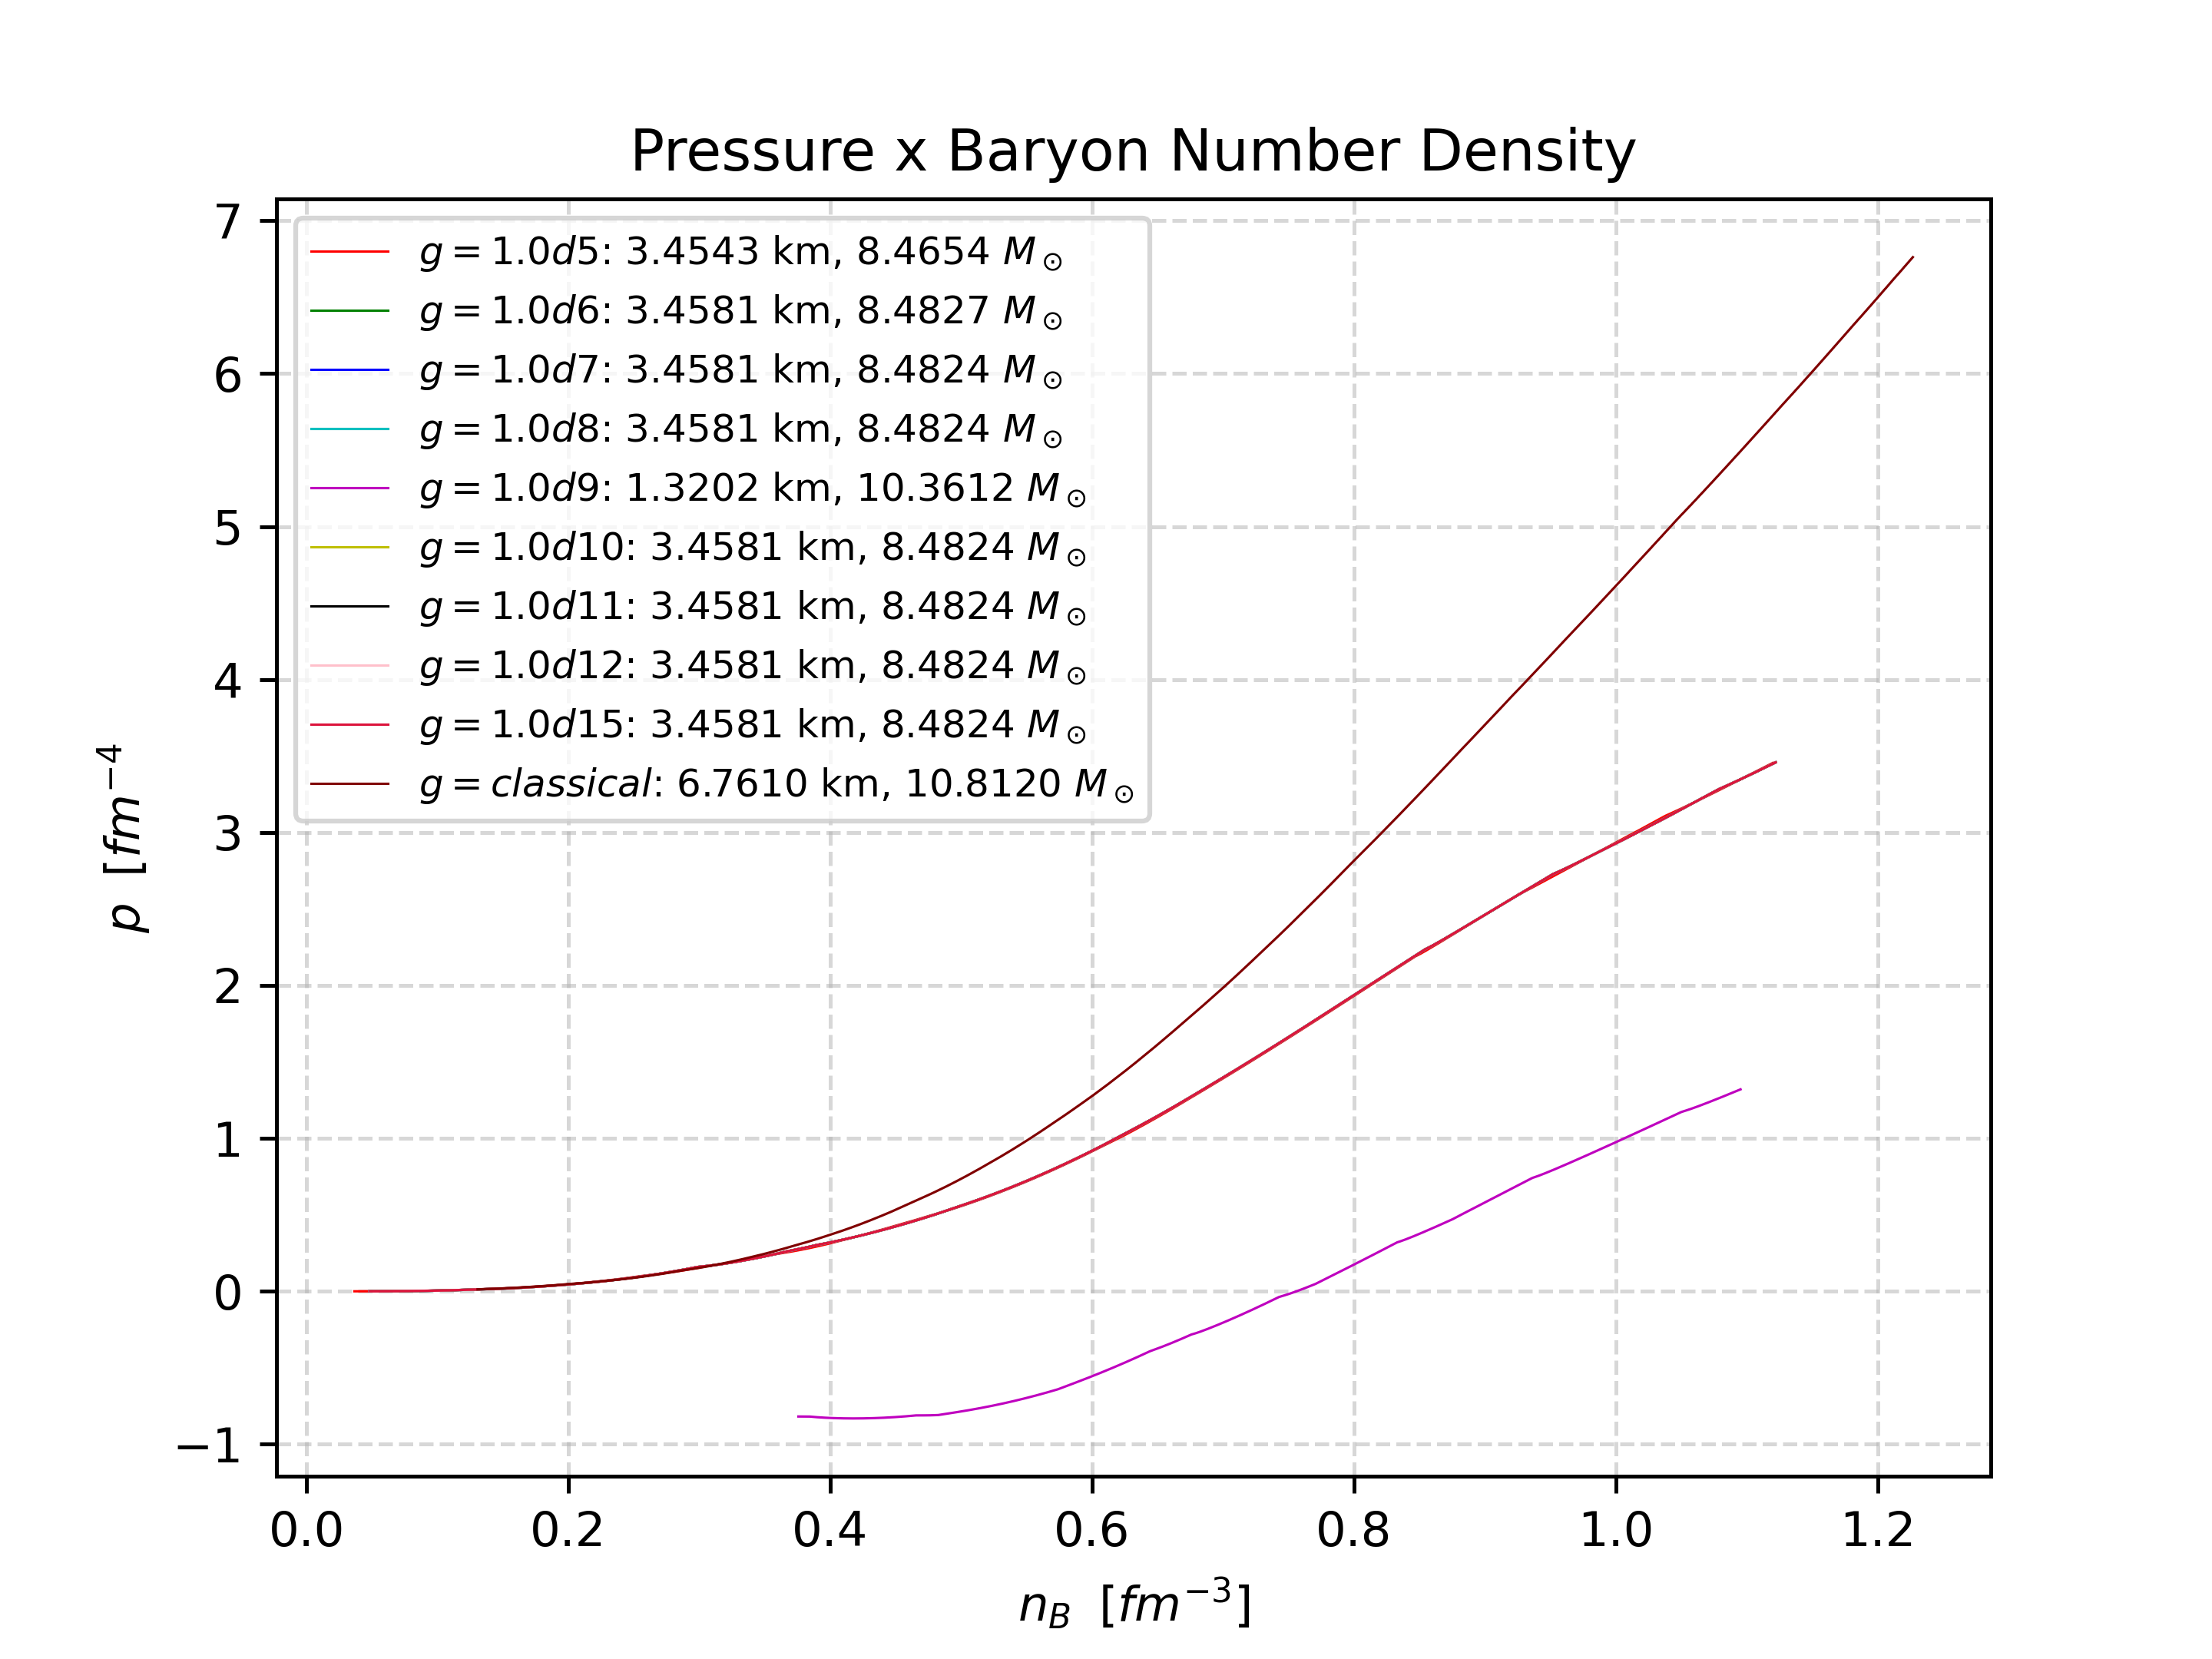 Pressure x Baryon Number Density
7
6
5
4
3
2
1
0
−1
p [fm⁻⁴]
g = 1.0d5: 3.4543 km, 8.4654 M⊙
g = 1.0d6: 3.4581 km, 8.4827 M⊙
g = 1.0d7: 3.4581 km, 8.4824 M⊙
g = 1.0d8: 3.4581 km, 8.4824 M⊙
g = 1.0d9: 1.3202 km, 10.3612 M⊙
g = 1.0d10: 3.4581 km, 8.4824 M⊙
g = 1.0d11: 3.4581 km, 8.4824 M⊙
g = 1.0d12: 3.4581 km, 8.4824 M⊙
g = 1.0d15: 3.4581 km, 8.4824 M⊙
g = classical: 6.7610 km, 10.8120 M⊙
0.0 0.2 0.4 0.6 0.8 1.0 1.2
n_B [fm⁻³]